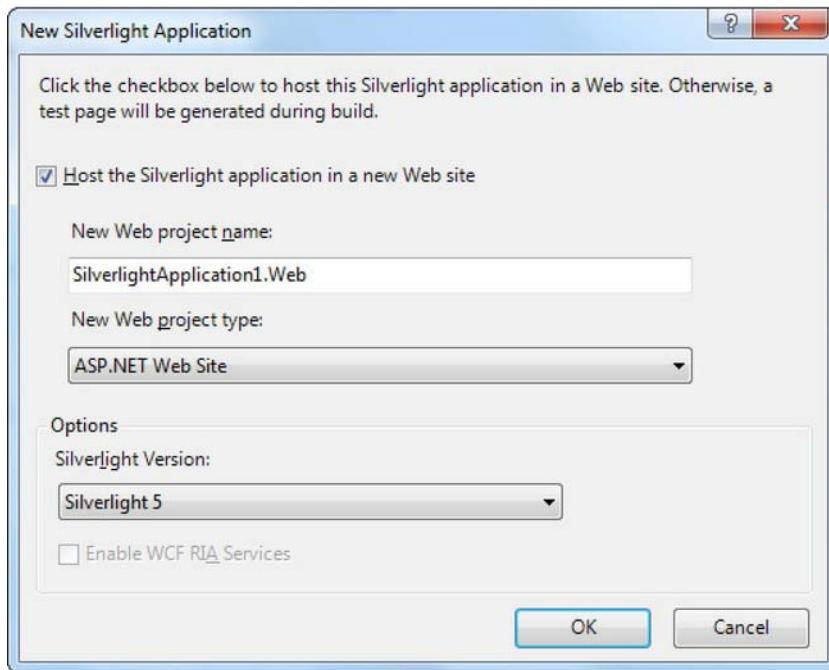 New Silverlight Application
Click the checkbox below to host this Silverlight application in a Web site. Otherwise, a
test page will be generated during build.
Host the Silverlight application in a new Web site
New Web project name:
SilverlightApplication1.Web
New Web project type:
ASP.NET Web Site
Options
Silverlight Version:
Silverlight 5
Enable WCF RIA Services
OK
Cancel